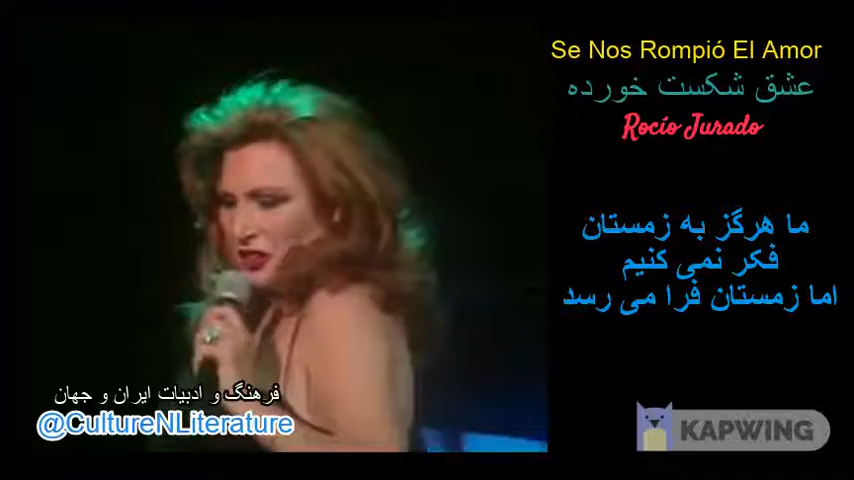 Se Nos Rompió El Amor
عشق شکست خورده
Rocío Jurado
ما هرگز به زمستان
فکر نمی کنیم
اما زمستان فرا می رسد
فرهنگ و ادبیات ایران و جهان
@CultureNLiterature
KAPWING